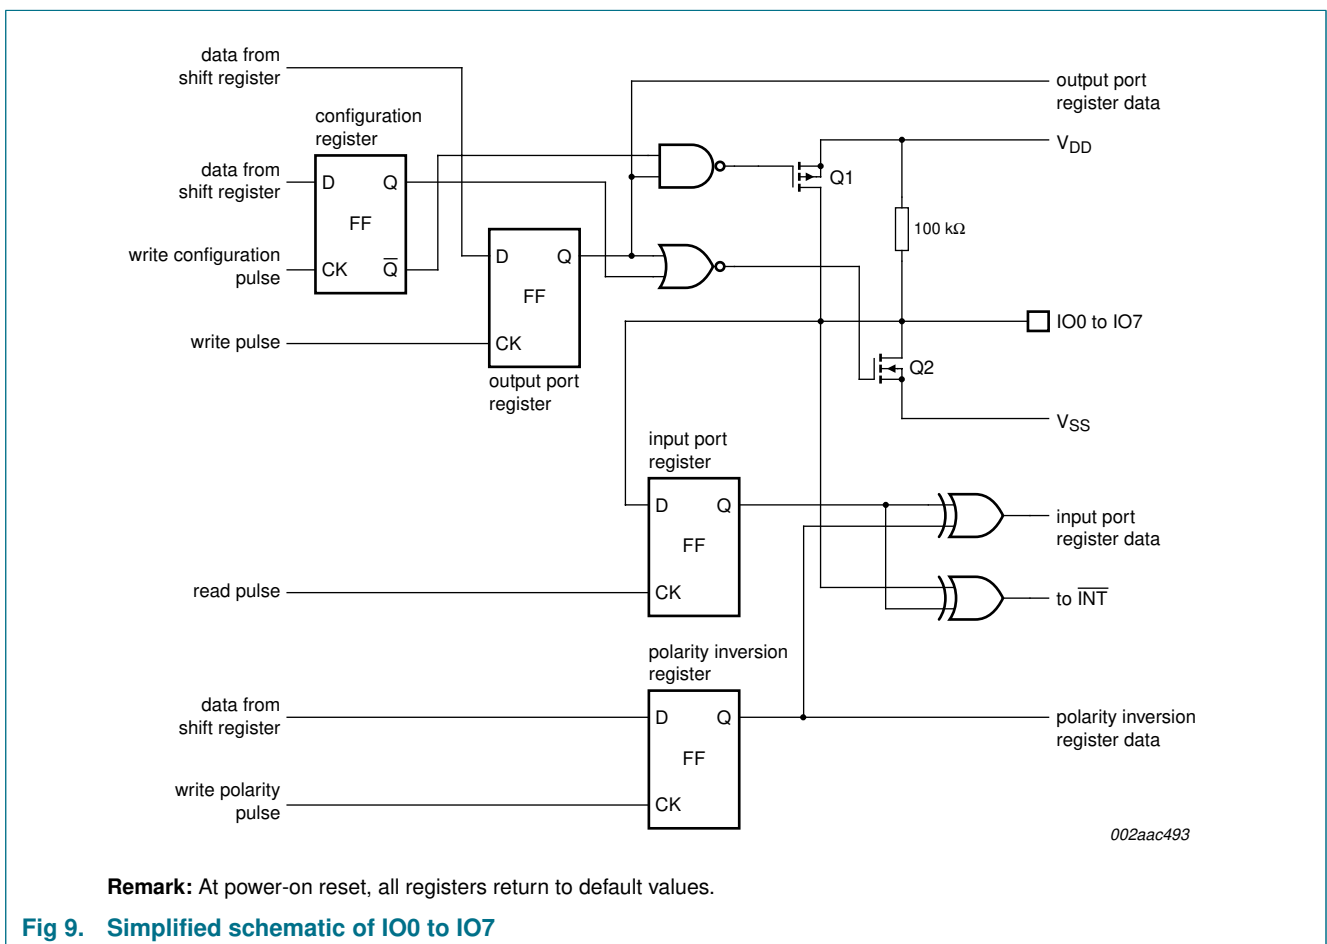 data from
shift register
output port
register data
configuration
register
V_DD
data from
shift register
D
Q
Q1
FF
100 kΩ
write configuration
pulse
CK
Q̅
D
Q
FF
IO0 to IO7
write pulse
CK
Q2
output port
register
V_SS
input port
register
D
Q
input port
register data
FF
read pulse
CK
to I̅N̅T̅
polarity inversion
register
data from
shift register
D
Q
polarity inversion
register data
FF
write polarity
pulse
CK
002aac493
Remark: At power-on reset, all registers return to default values.
Fig 9. Simplified schematic of IO0 to IO7